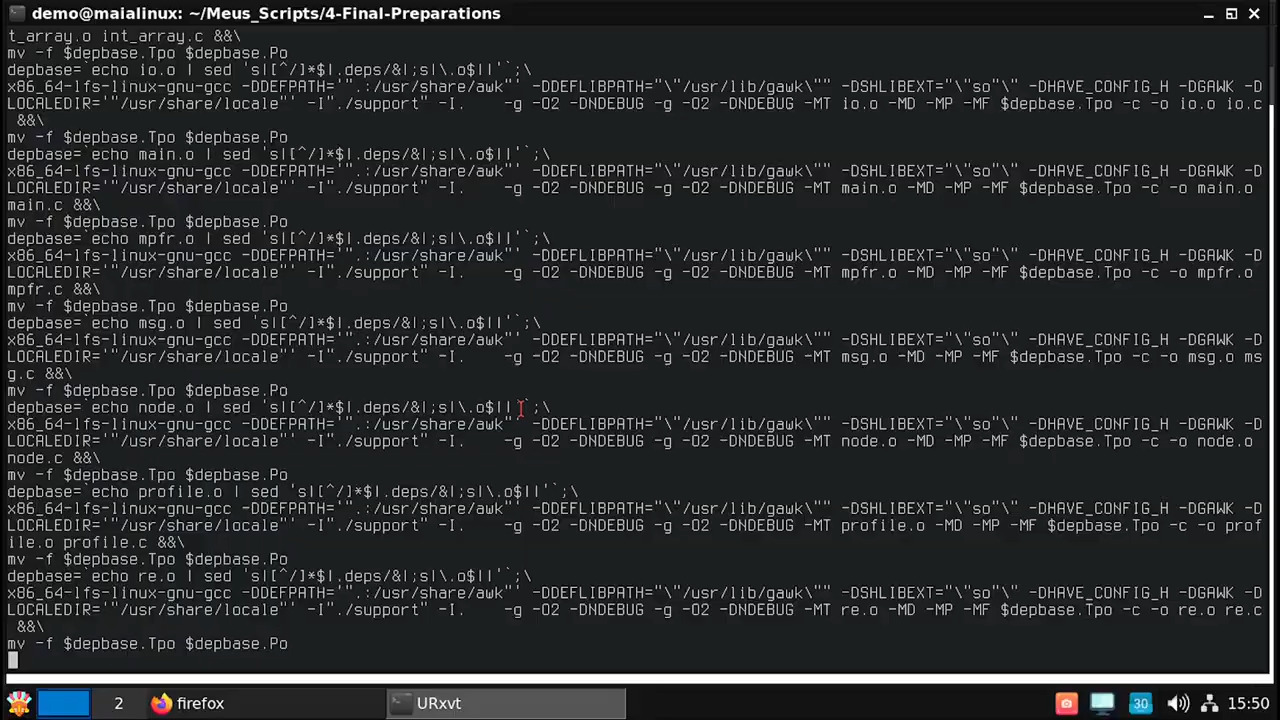 demo@maialinux: ~/Meus_Scripts/4-Final-Preparations
t_array.o int_array.c &&\
mv -f $depbase.Tpo $depbase.Po
depbase=`echo io.o | sed 's|[^/]*$|.deps/&|;s|\.o$||'`;\
x86_64-lfs-linux-gnu-gcc -DDEFPATH='".:/usr/share/awk"' -DDEFLIBPATH="\"/usr/lib/gawk\"" -DSHLIBEXT="\"so"\" -DHAVE_CONFIG_H -DGAWK -D
LOCALEDIR='"/usr/share/locale"' -I"./support" -I.    -g -O2 -DNDEBUG -g -O2 -DNDEBUG -MT io.o -MD -MP -MF $depbase.Tpo -c -o io.o io.c
 &&\
mv -f $depbase.Tpo $depbase.Po
depbase=`echo main.o | sed 's|[^/]*$|.deps/&|;s|\.o$||'`;\
x86_64-lfs-linux-gnu-gcc -DDEFPATH='".:/usr/share/awk"' -DDEFLIBPATH="\"/usr/lib/gawk\"" -DSHLIBEXT="\"so"\" -DHAVE_CONFIG_H -DGAWK -D
LOCALEDIR='"/usr/share/locale"' -I"./support" -I.    -g -O2 -DNDEBUG -g -O2 -DNDEBUG -MT main.o -MD -MP -MF $depbase.Tpo -c -o main.o
main.c &&\
mv -f $depbase.Tpo $depbase.Po
depbase=`echo mpfr.o | sed 's|[^/]*$|.deps/&|;s|\.o$||'`;\
x86_64-lfs-linux-gnu-gcc -DDEFPATH='".:/usr/share/awk"' -DDEFLIBPATH="\"/usr/lib/gawk\"" -DSHLIBEXT="\"so"\" -DHAVE_CONFIG_H -DGAWK -D
LOCALEDIR='"/usr/share/locale"' -I"./support" -I.    -g -O2 -DNDEBUG -g -O2 -DNDEBUG -MT mpfr.o -MD -MP -MF $depbase.Tpo -c -o mpfr.o
mpfr.c &&\
mv -f $depbase.Tpo $depbase.Po
depbase=`echo msg.o | sed 's|[^/]*$|.deps/&|;s|\.o$||'`;\
x86_64-lfs-linux-gnu-gcc -DDEFPATH='".:/usr/share/awk"' -DDEFLIBPATH="\"/usr/lib/gawk\"" -DSHLIBEXT="\"so"\" -DHAVE_CONFIG_H -DGAWK -D
LOCALEDIR='"/usr/share/locale"' -I"./support" -I.    -g -O2 -DNDEBUG -g -O2 -DNDEBUG -MT msg.o -MD -MP -MF $depbase.Tpo -c -o msg.o ms
g.c &&\
mv -f $depbase.Tpo $depbase.Po
depbase=`echo node.o | sed 's|[^/]*$|.deps/&|;s|\.o$||'`;\
x86_64-lfs-linux-gnu-gcc -DDEFPATH='".:/usr/share/awk"' -DDEFLIBPATH="\"/usr/lib/gawk\"" -DSHLIBEXT="\"so"\" -DHAVE_CONFIG_H -DGAWK -D
LOCALEDIR='"/usr/share/locale"' -I"./support" -I.    -g -O2 -DNDEBUG -g -O2 -DNDEBUG -MT node.o -MD -MP -MF $depbase.Tpo -c -o node.o
node.c &&\
mv -f $depbase.Tpo $depbase.Po
depbase=`echo profile.o | sed 's|[^/]*$|.deps/&|;s|\.o$||'`;\
x86_64-lfs-linux-gnu-gcc -DDEFPATH='".:/usr/share/awk"' -DDEFLIBPATH="\"/usr/lib/gawk\"" -DSHLIBEXT="\"so"\" -DHAVE_CONFIG_H -DGAWK -D
LOCALEDIR='"/usr/share/locale"' -I"./support" -I.    -g -O2 -DNDEBUG -g -O2 -DNDEBUG -MT profile.o -MD -MP -MF $depbase.Tpo -c -o prof
ile.o profile.c &&\
mv -f $depbase.Tpo $depbase.Po
depbase=`echo re.o | sed 's|[^/]*$|.deps/&|;s|\.o$||'`;\
x86_64-lfs-linux-gnu-gcc -DDEFPATH='".:/usr/share/awk"' -DDEFLIBPATH="\"/usr/lib/gawk\"" -DSHLIBEXT="\"so"\" -DHAVE_CONFIG_H -DGAWK -D
LOCALEDIR='"/usr/share/locale"' -I"./support" -I.    -g -O2 -DNDEBUG -g -O2 -DNDEBUG -MT re.o -MD -MP -MF $depbase.Tpo -c -o re.o re.c
 &&\
mv -f $depbase.Tpo $depbase.Po
2 firefox URxvt 30 15:50